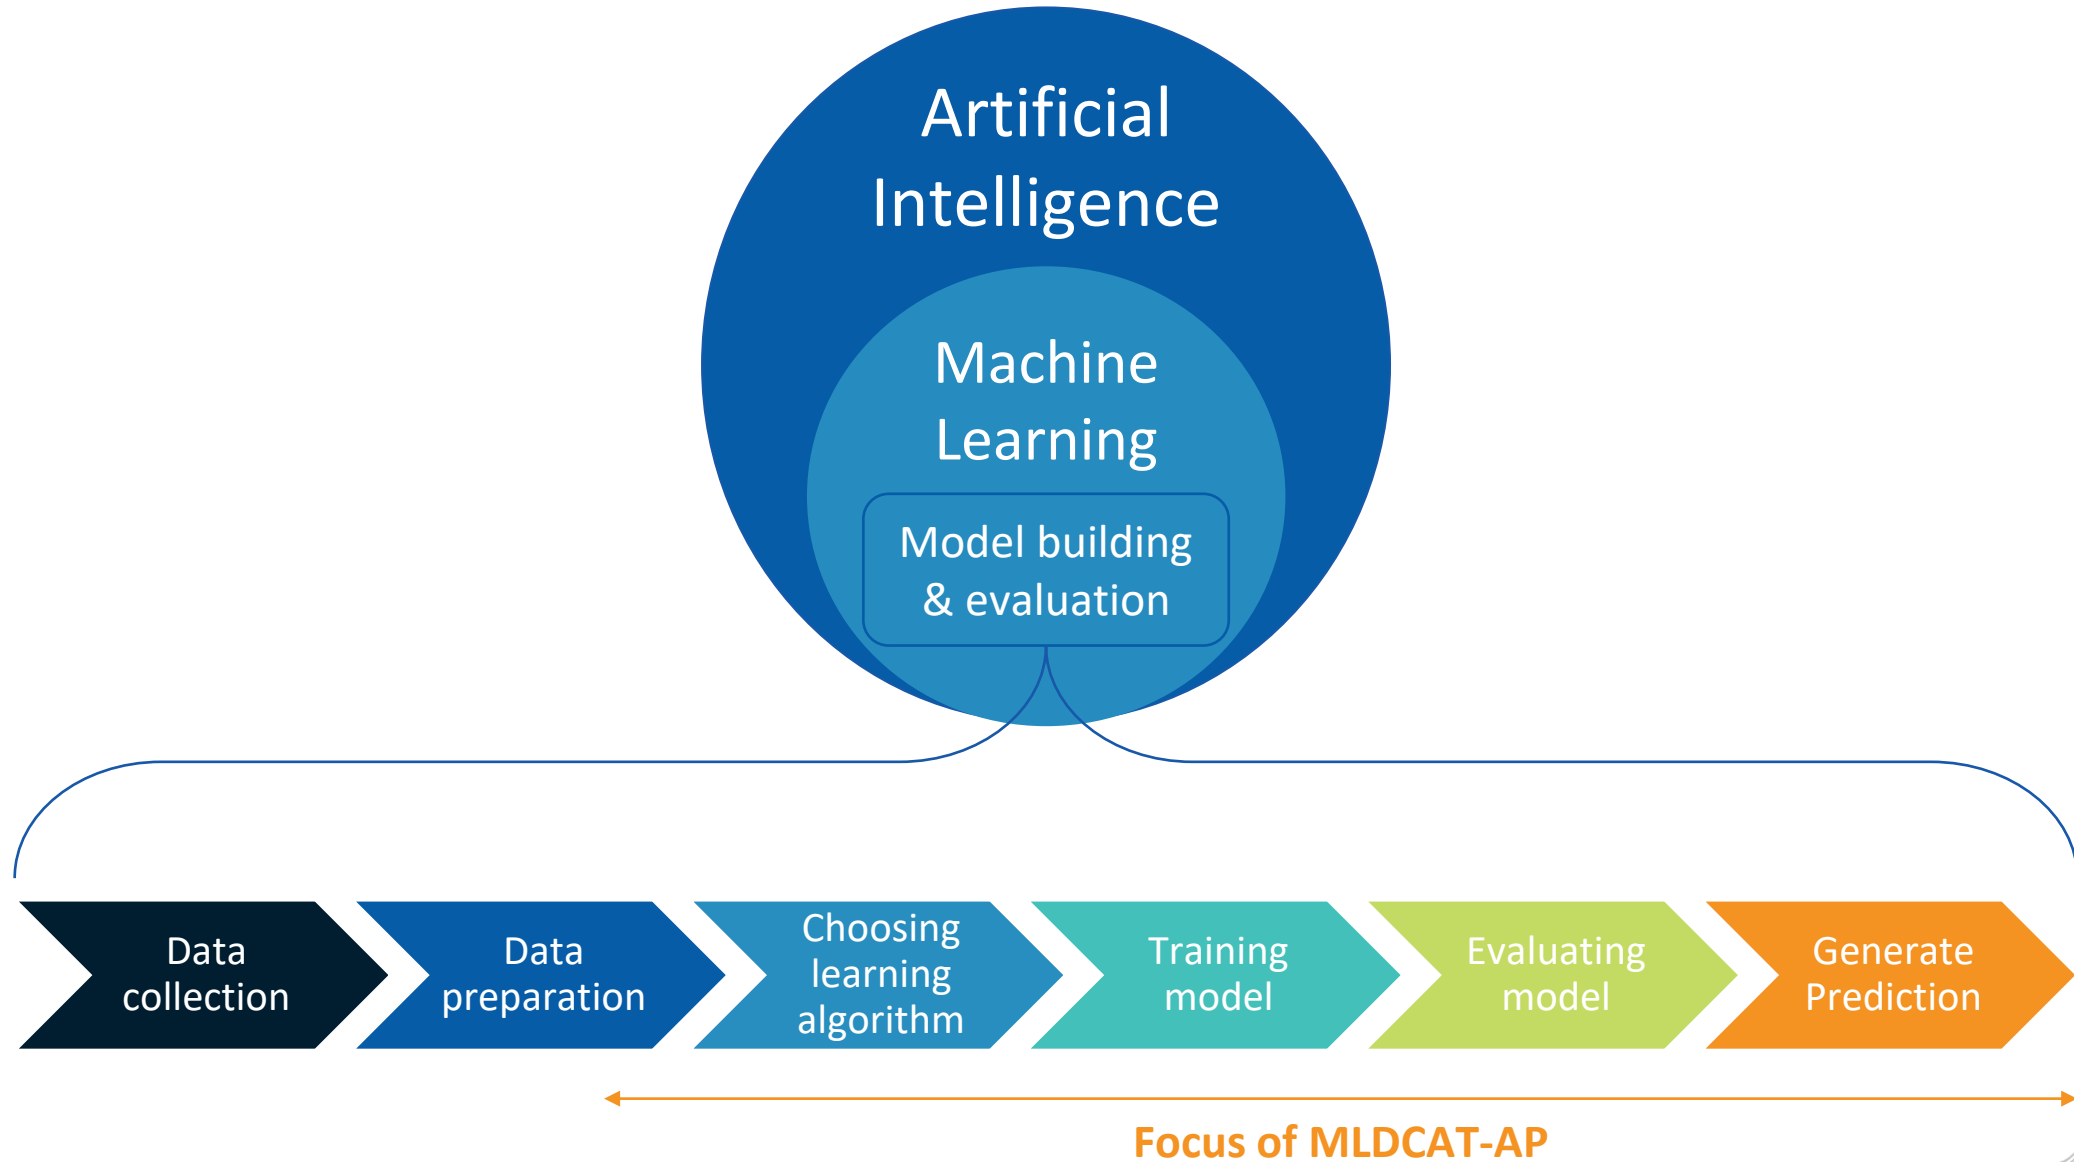 Artificial
Intelligence
Machine
Learning
Model building
& evaluation
Data
collection
Data
preparation
Choosing
learning
algorithm
Training
model
Evaluating
model
Generate
Prediction
Focus of MLDCAT-AP